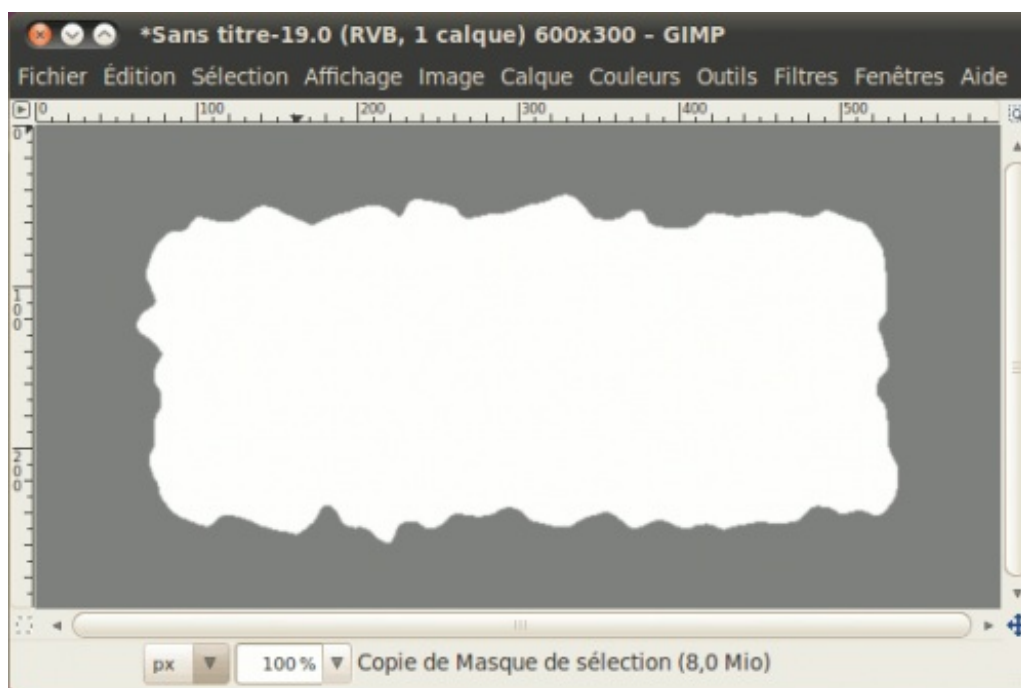 *Sans titre-19.0 (RVB, 1 calque) 600x300 – GIMP
Fichier Édition Sélection Affichage Image Calque Couleurs Outils Filtres Fenêtres Aide
0 100 200 300 400 500
0
100
200
px 100 % Copie de Masque de sélection (8,0 Mio)